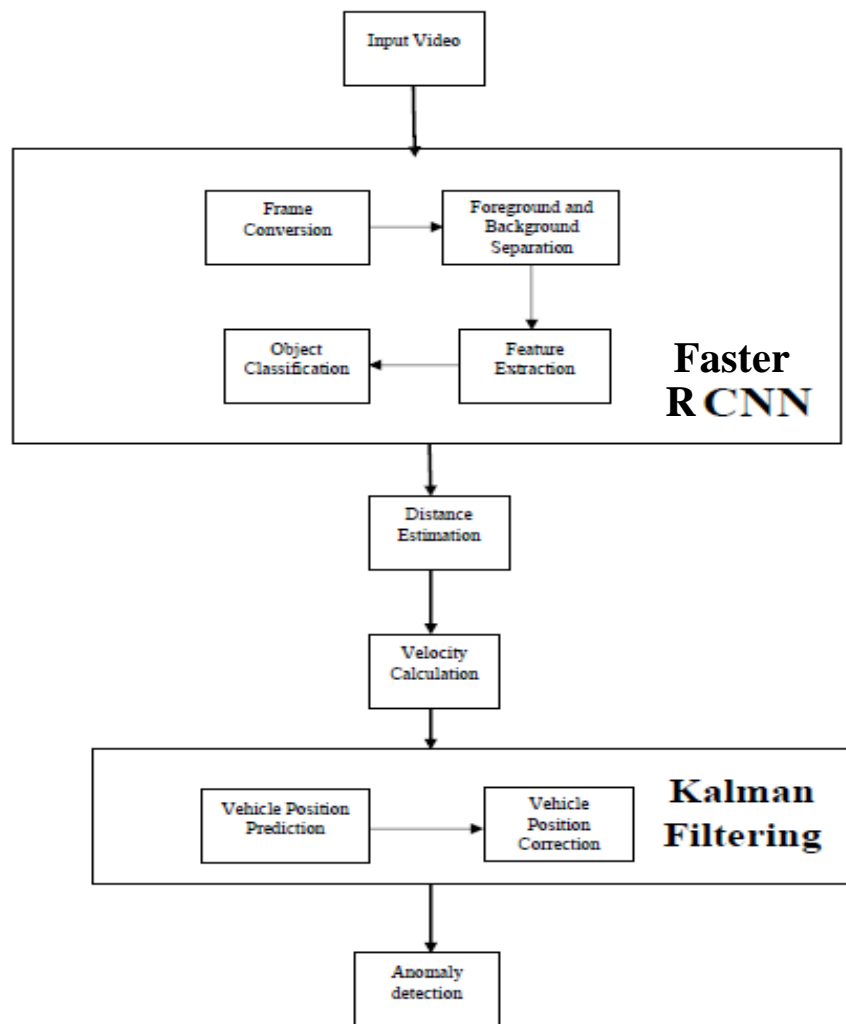 Input Video
Frame
Conversion
Foreground and
Background
Separation
Object
Classification
Feature
Extraction
Faster
R CNN
Distance
Estimation
Velocity
Calculation
Vehicle Position
Prediction
Vehicle
Position
Correction
Kalman
Filtering
Anomaly
detection